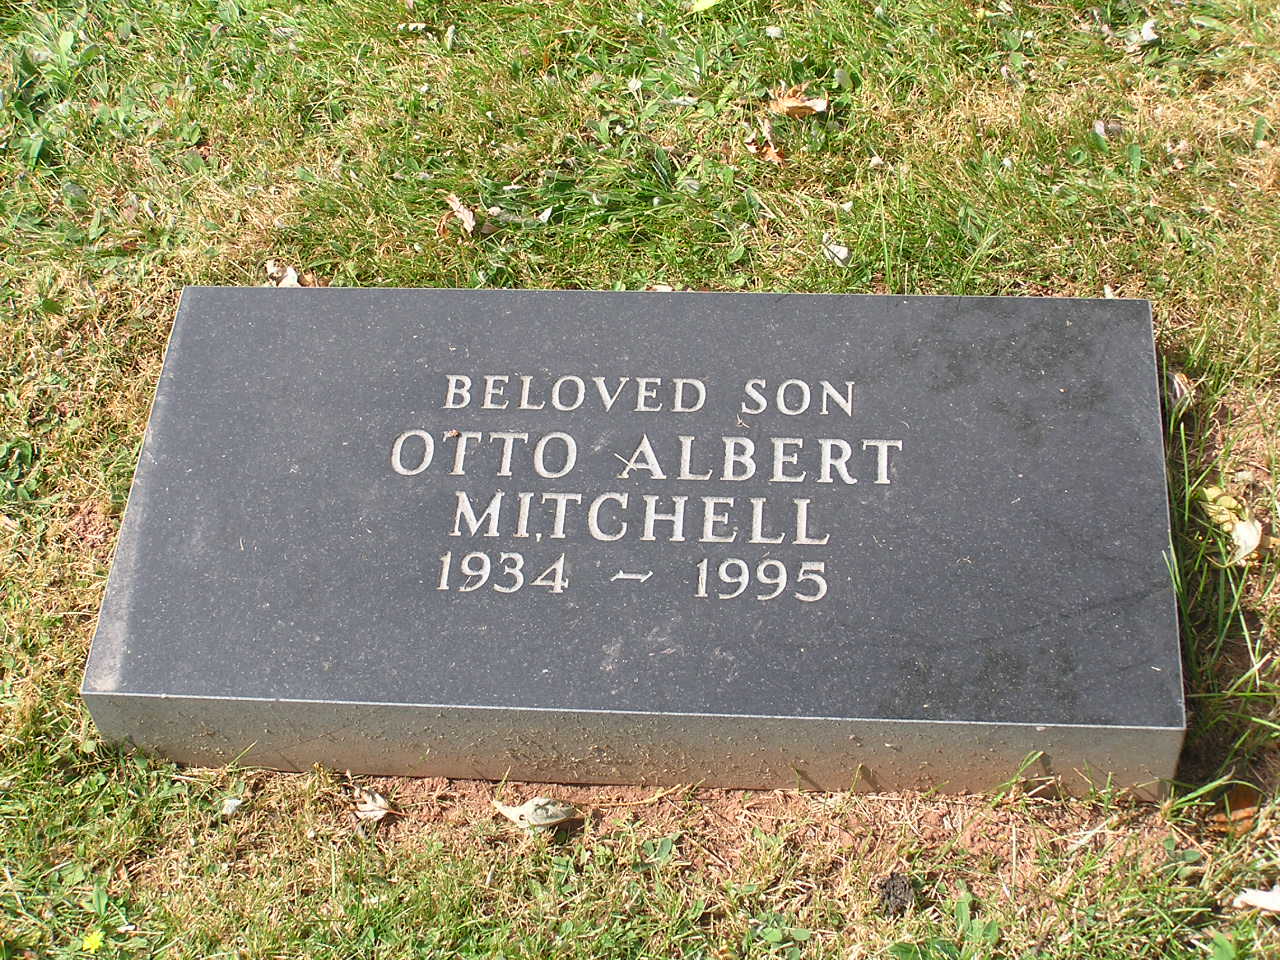 BELOVED SON
OTTO ALBERT
MITCHELL
1934 - 1995